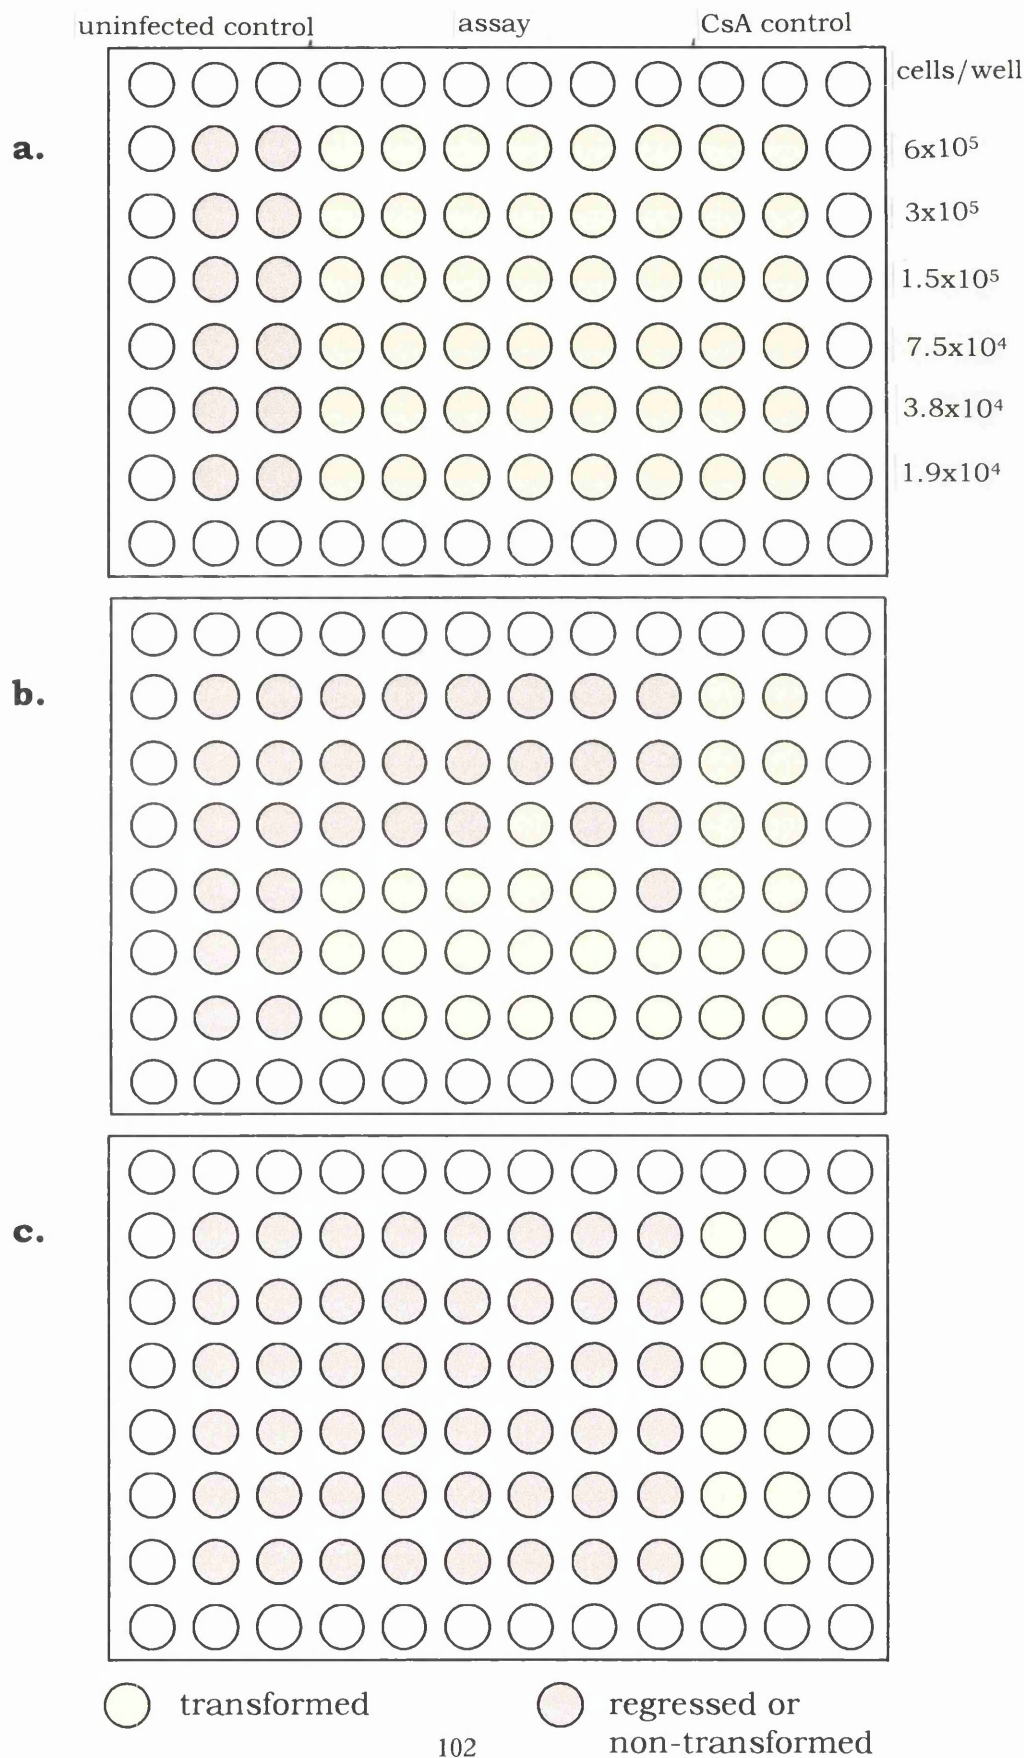 uninfected control assay CsA control
cells/well
a.
6x10⁵
3x10⁵
1.5x10⁵
7.5x10⁴
3.8x10⁴
1.9x10⁴
b.
c.
transformed
regressed or
non-transformed
102